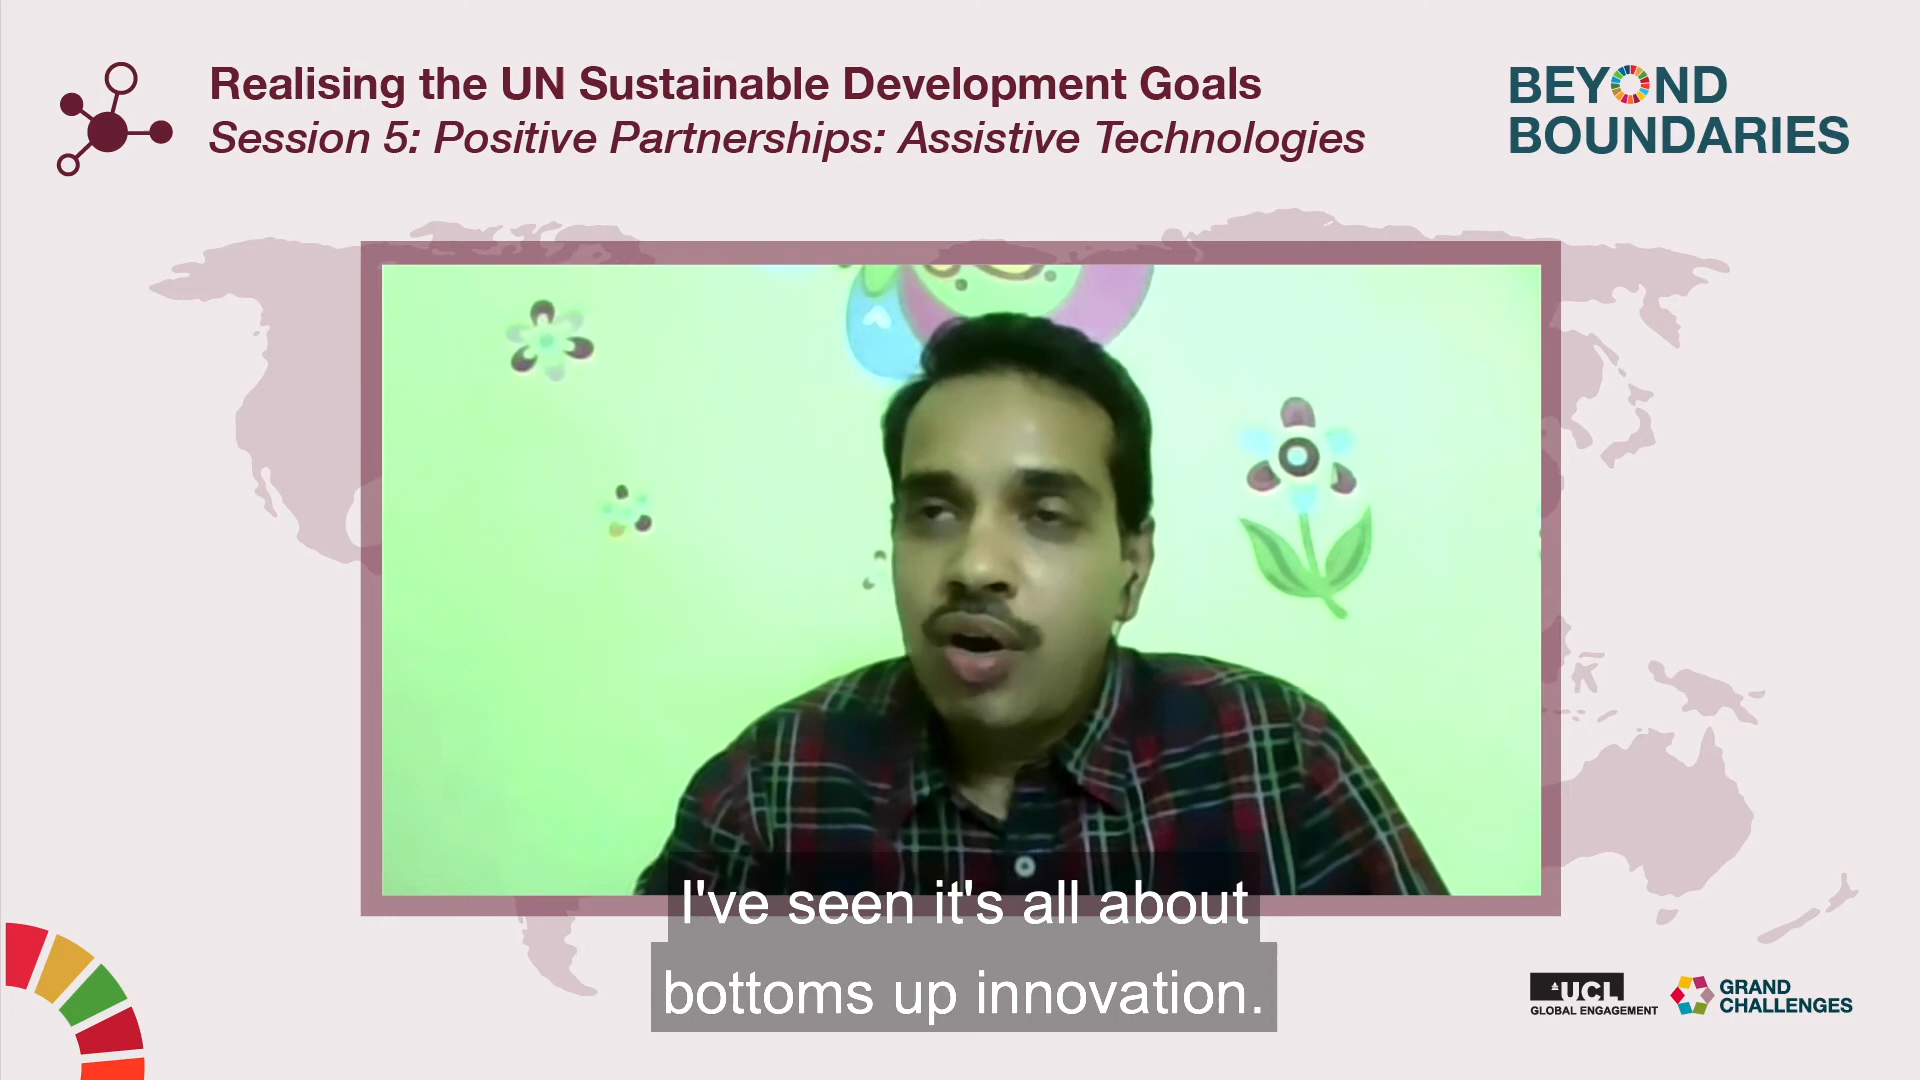 Realising the UN Sustainable Development Goals
Session 5: Positive Partnerships: Assistive Technologies
BEYOND
BOUNDARIES
I've seen it's all about
bottoms up innovation.
UCL
GLOBAL ENGAGEMENT
GRAND
CHALLENGES